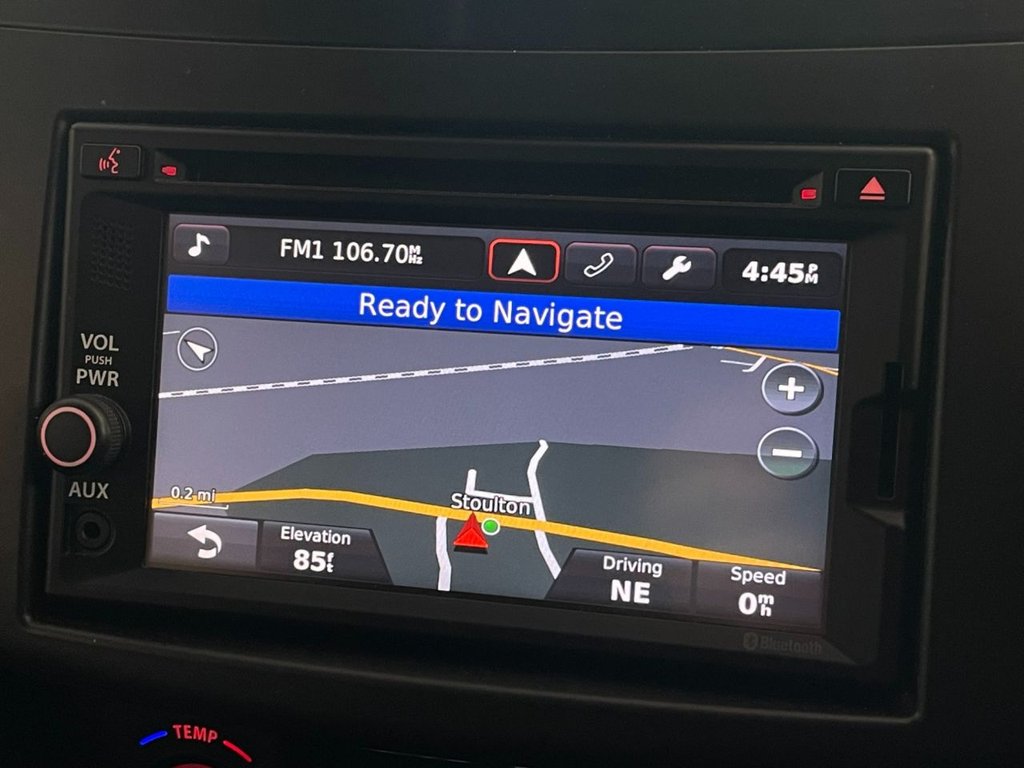 FM1 106.70MHz
4:45PM
Ready to Navigate
VOL
PUSH
PWR
AUX
0.2 mi
Stoulton
Elevation
85ft
Driving
NE
Speed
0mh
Bluetooth
TEMP